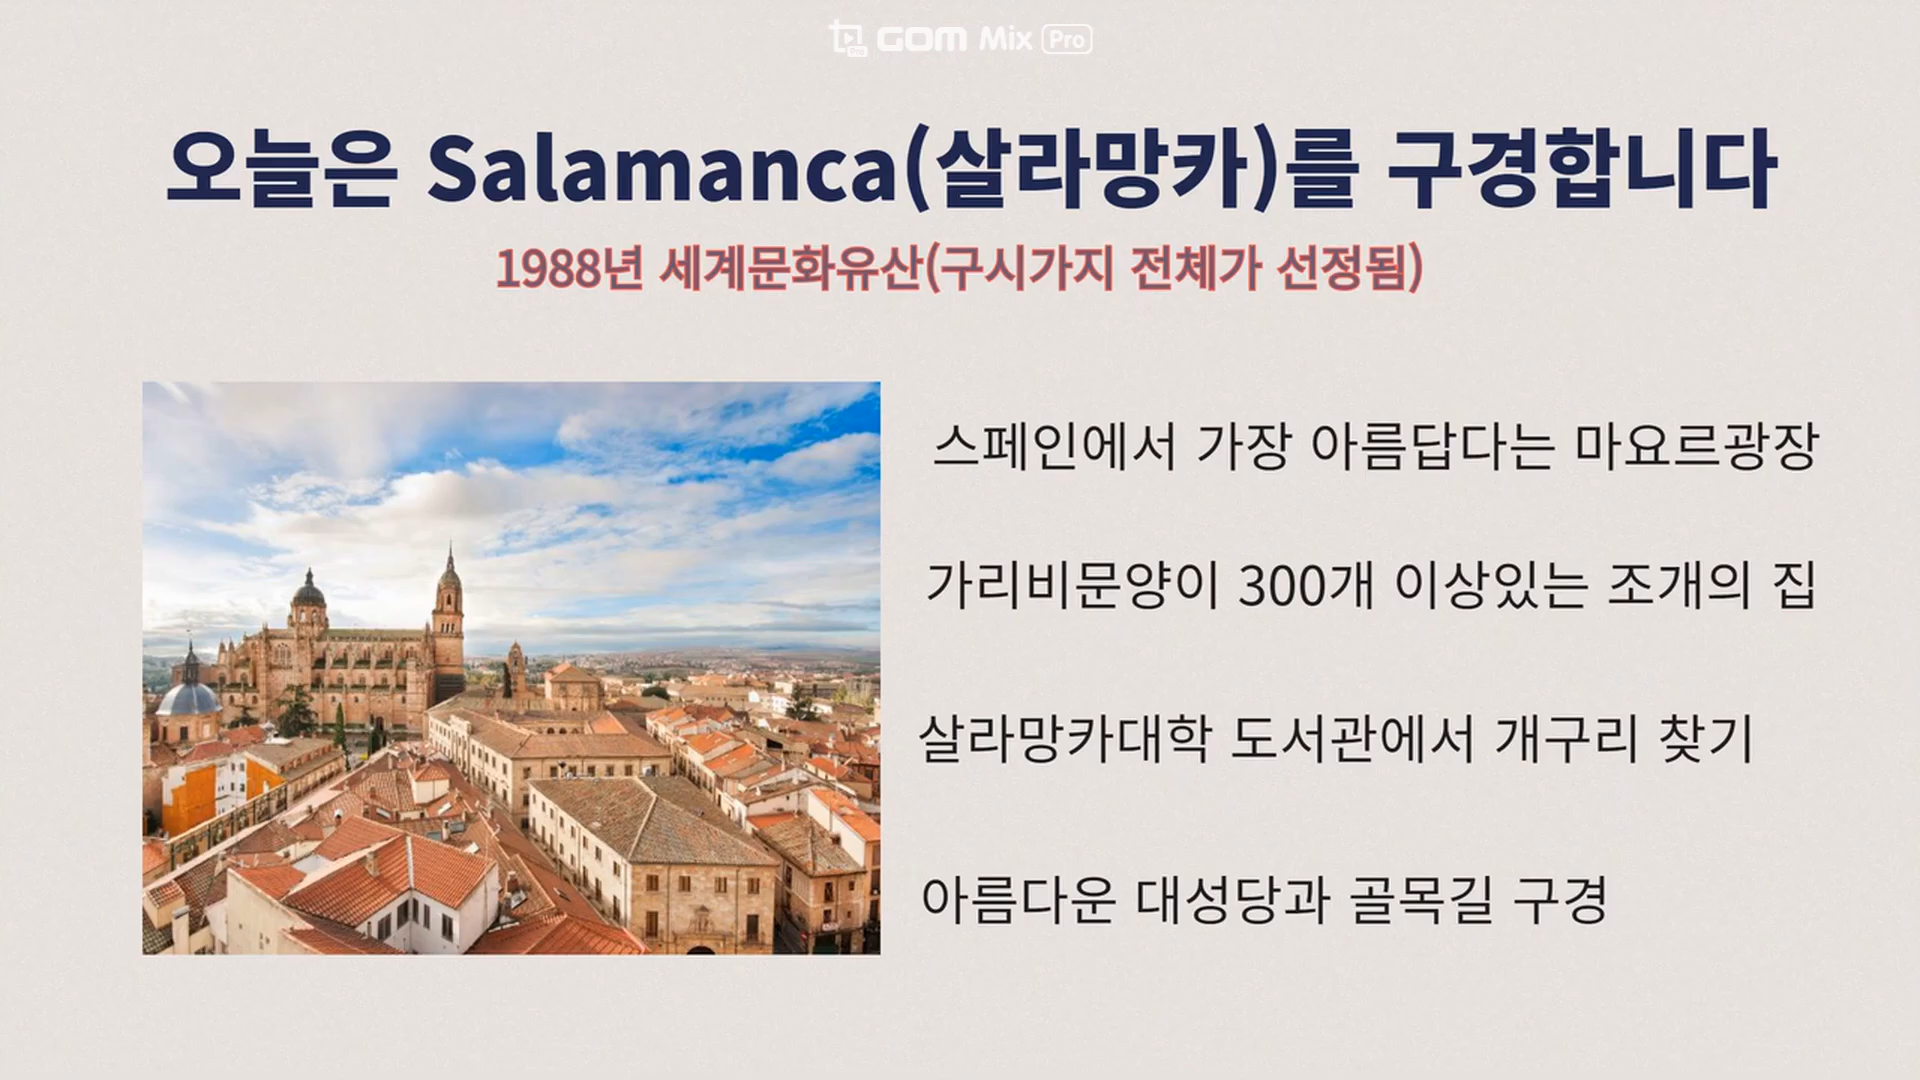 GOM Mix Pro
오늘은 Salamanca(살라망카)를 구경합니다
1988년 세계문화유산(구시가지 전체가 선정됨)
스페인에서 가장 아름답다는 마요르광장
가리비문양이 300개 이상있는 조개의 집
살라망카대학 도서관에서 개구리 찾기
아름다운 대성당과 골목길 구경